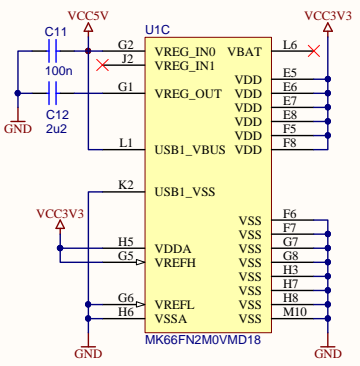 VCC5V
U1C
VCC3V3
C11
100n
G2 VREG_IN0 VBAT L6
J2 VREG_IN1
VDD E5
G1 VREG_OUT VDD E6
VDD E7
C12
2u2
VDD E8
GND
VDD F5
L1 USB1_VBUS VDD F8
K2 USB1_VSS
VCC3V3
VSS F6
VSS F7
H5 VDDA VSS G7
G5 VREFH VSS G8
VSS H3
VSS H7
G6 VREFL VSS H8
H6 VSSA VSS M10
MK66FN2M0VMD18
GND
GND